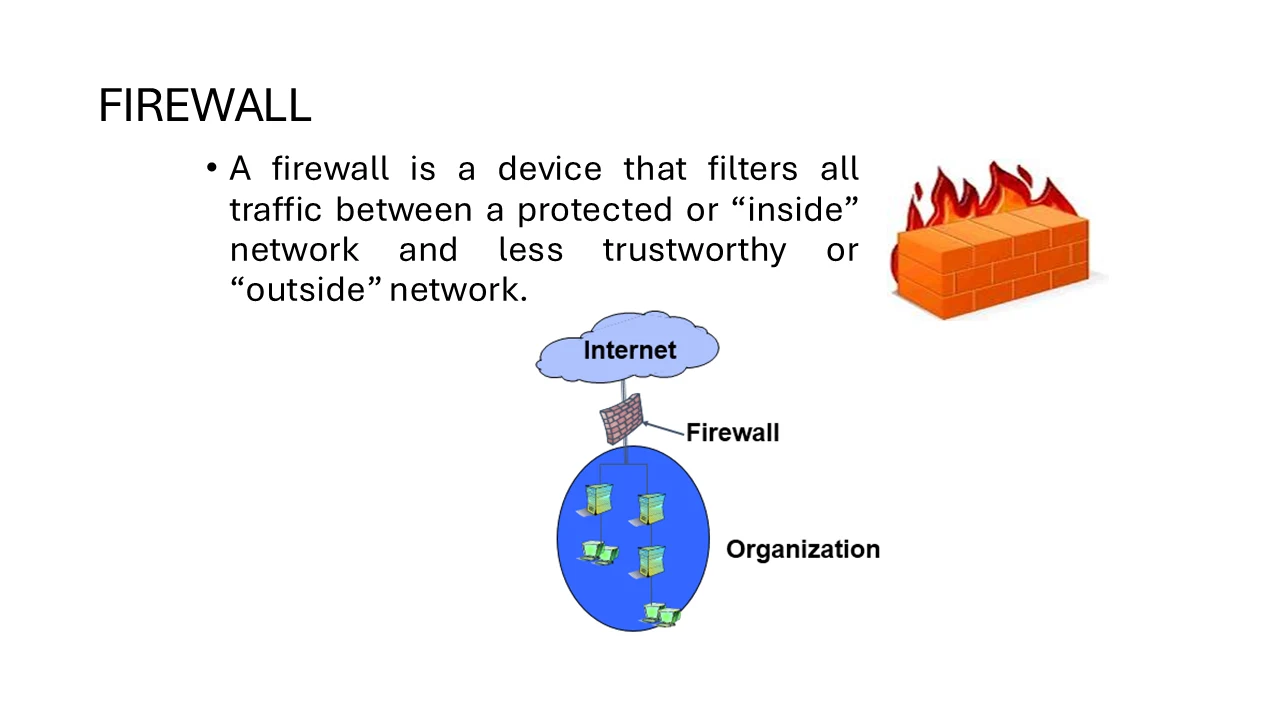 FIREWALL
• A firewall is a device that filters all
traffic between a protected or “inside”
network and less trustworthy or
“outside” network.
Internet
Firewall
Organization